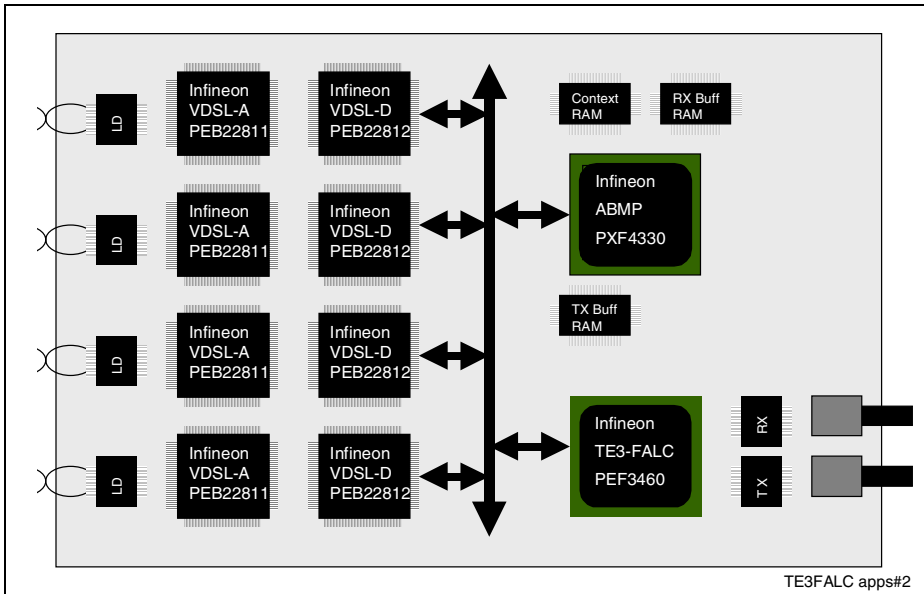 LD
Infineon
VDSL-A
PEB22811
Infineon
VDSL-D
PEB22812
Context
RAM
RX Buff
RAM
LD
Infineon
VDSL-A
PEB22811
Infineon
VDSL-D
PEB22812
Infineon
ABMP
PXF4330
LD
Infineon
VDSL-A
PEB22811
Infineon
VDSL-D
PEB22812
TX Buff
RAM
LD
Infineon
VDSL-A
PEB22811
Infineon
VDSL-D
PEB22812
Infineon
TE3-FALC
PEF3460
RX
TX
TE3FALC apps#2